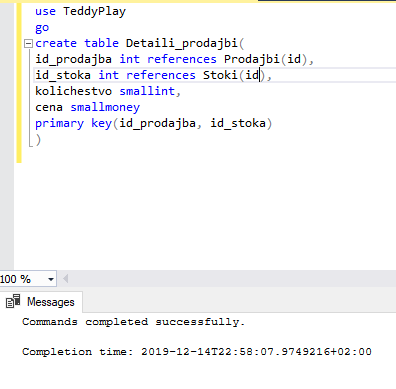 use TeddyPlay
go
create table Detaili_prodajbi(
id_prodajba int references Prodajbi(id),
id_stoka int references Stoki(id),
kolichestvo smallint,
cena smallmoney
primary key(id_prodajba, id_stoka)
)
100 %
Messages
Commands completed successfully.
Completion time: 2019-12-14T22:58:07.9749216+02:00